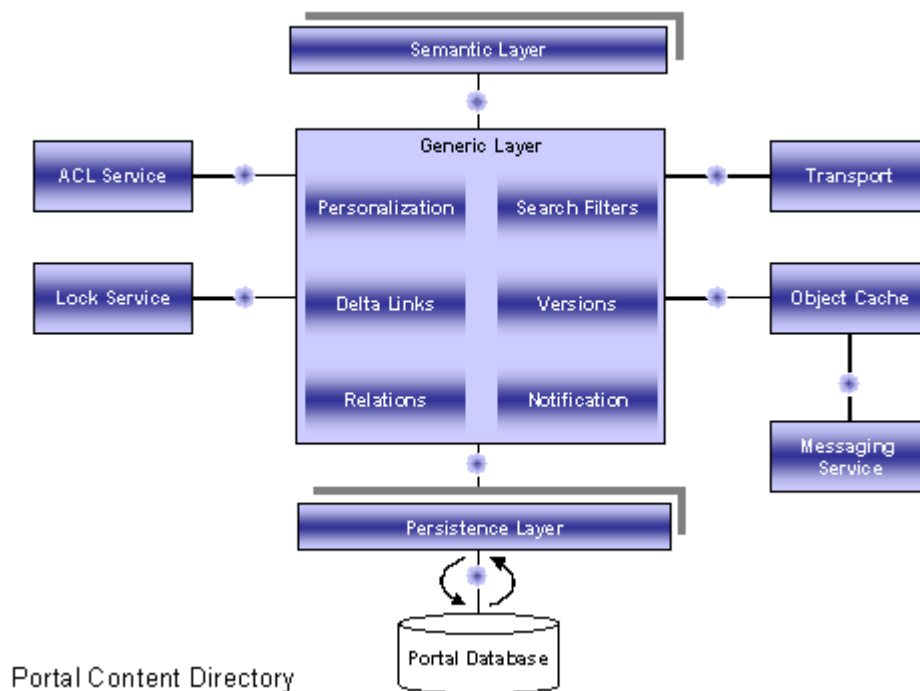 Semantic Layer
Generic Layer
ACL Service
Transport
Personalization
Search Filters
Lock Service
Delta Links
Versions
Object Cache
Relations
Notification
Messaging
Service
Persistence Layer
Portal Database
Portal Content Directory